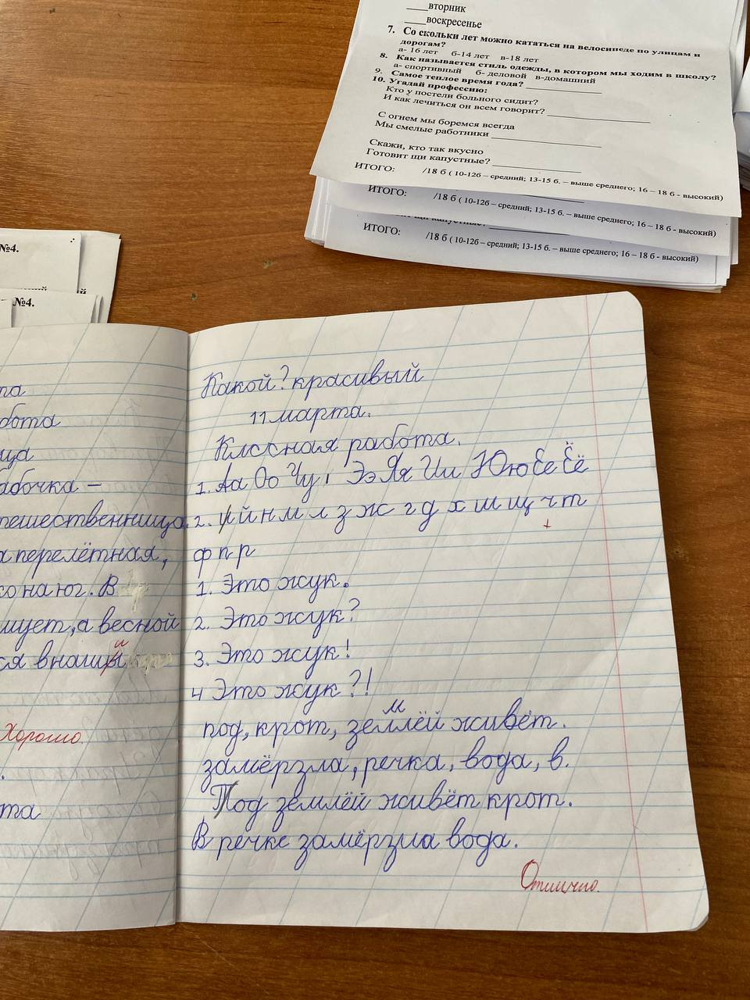 ____вторник
____воскресенье
7. Со скольки лет можно кататься на велосипеде по улицам и
дорогам?
а- 16 лет б-14 лет в-18 лет
8. Как называется стиль одежды, в котором мы ходим в школу?
а- спортивный б- деловой в-домашний
9. Самое теплое время года? ____________
10. Угадай профессию:
Кто у постели больного сидит?
И как лечиться он всем говорит? ____________
С огнем мы боремся всегда
Мы смелые работники ____________
Скажи, кто так вкусно
Готовит щи капустные? ____________
ИТОГО: /18 б ( 10-12б – средний; 13-15 б. – выше среднего; 16 – 18 б - высокий)
ИТОГО: /18 б ( 10-12б – средний; 13-15 б. – выше среднего; 16 – 18 б - высокий)
ИТОГО: /18 б ( 10-12б – средний; 13-15 б. – выше среднего; 16 – 18 б - высокий)
№4.
№4.
та
бота
ца
абочка –
тешественница.
а перелётная,
на юг. В
мует, а весной
ся в наши
Хорошо.
та
Какой? красивый
11 марта.
Классная работа.
1. Аа Оо Уу ı Ээ Яя Ии Юю Ее Ёё
2. й н м л з ж г д х ш щ ч т
+
ф п р
1. Это жук.
2. Это жук?
3. Это жук!
4 Это жук?!
под, крот, землёй живёт.
замёрзла, речка, вода, в.
Под землёй живёт крот.
В речке замёрзла вода.
Отлично.